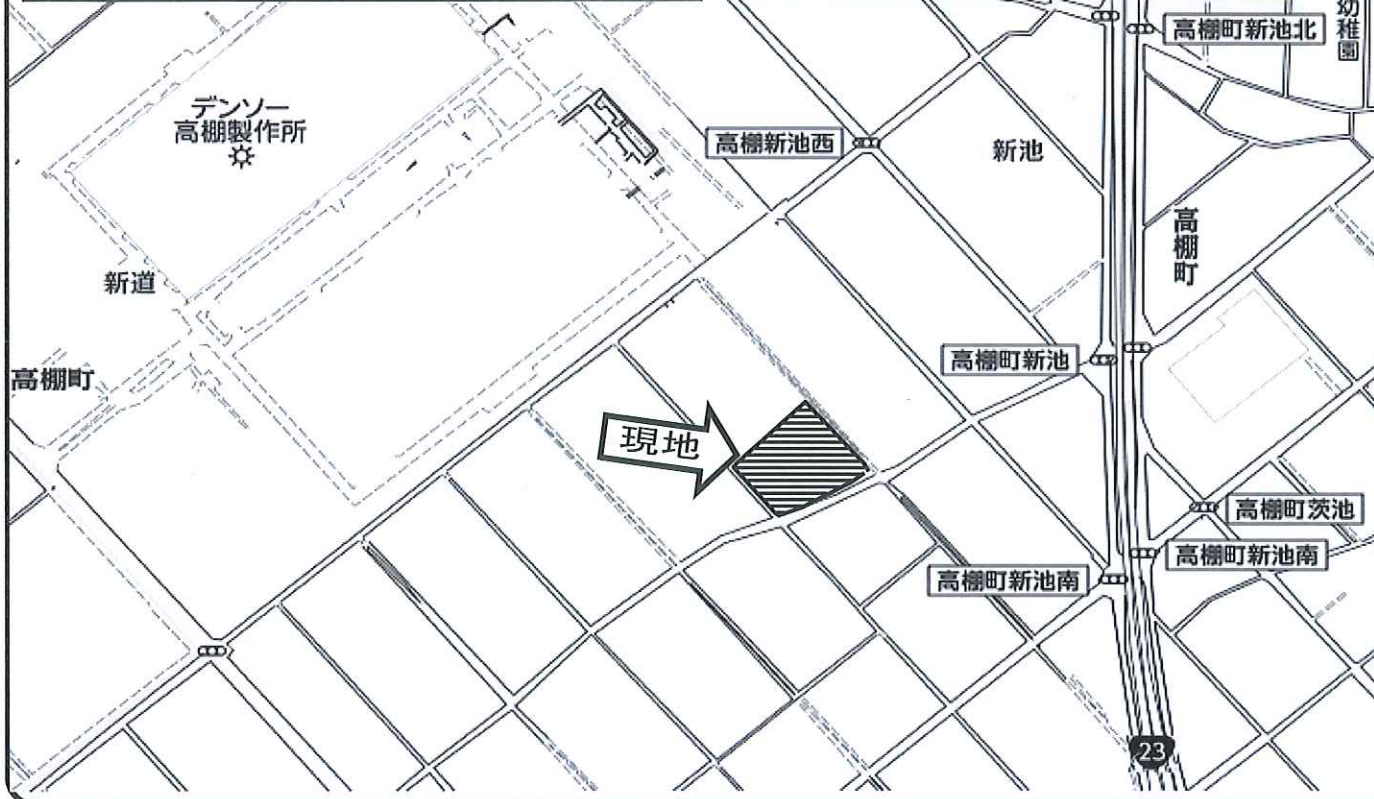 高棚町新池北
幼稚園
デンソー
高棚製作所
高棚新池西
新池
高棚町
新道
高棚町新池
高棚町
現地
高棚町茨池
高棚町新池南
高棚町新池南
23